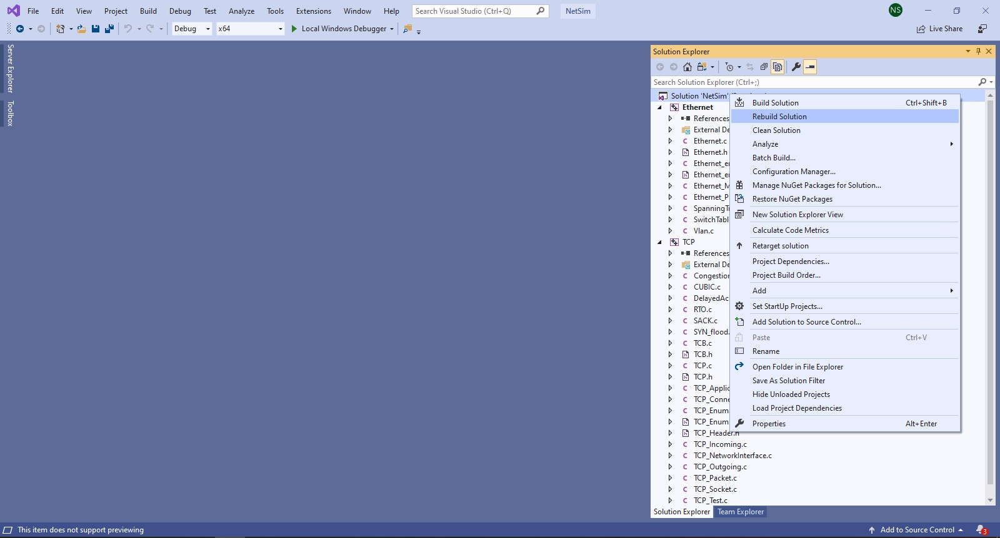 File Edit View Project Build Debug Test Analyze Tools Extensions Window Help Search Visual Studio (Ctrl+Q) NetSim NS
Debug x64 Local Windows Debugger Live Share
Server Explorer
Toolbox
Solution Explorer
Search Solution Explorer (Ctrl+;)
Solution 'NetSim'
Ethernet
References
External De
Ethernet.c
Ethernet.h
Ethernet_e
Ethernet_e
Ethernet_M
Ethernet_P
SpanningT
SwitchTabl
Vlan.c
TCP
References
External De
Congestion
CUBIC.c
DelayedAc
RTO.c
SACK.c
SYN_flood.
TCB.c
TCB.h
TCP.c
TCP.h
TCP_Applic
TCP_Conne
TCP_Enum
TCP_Enum
TCP_Header.h
TCP_Incoming.c
TCP_NetworkInterface.c
TCP_Outgoing.c
TCP_Packet.c
TCP_Socket.c
TCP_Test.c
Build Solution Ctrl+Shift+B
Rebuild Solution
Clean Solution
Analyze
Batch Build...
Configuration Manager...
Manage NuGet Packages for Solution...
Restore NuGet Packages
New Solution Explorer View
Calculate Code Metrics
Retarget solution
Project Dependencies...
Project Build Order...
Add
Set StartUp Projects...
Add Solution to Source Control...
Paste Ctrl+V
Rename
Open Folder in File Explorer
Save As Solution Filter
Hide Unloaded Projects
Load Project Dependencies
Properties Alt+Enter
Solution Explorer Team Explorer
This item does not support previewing Add to Source Control 3